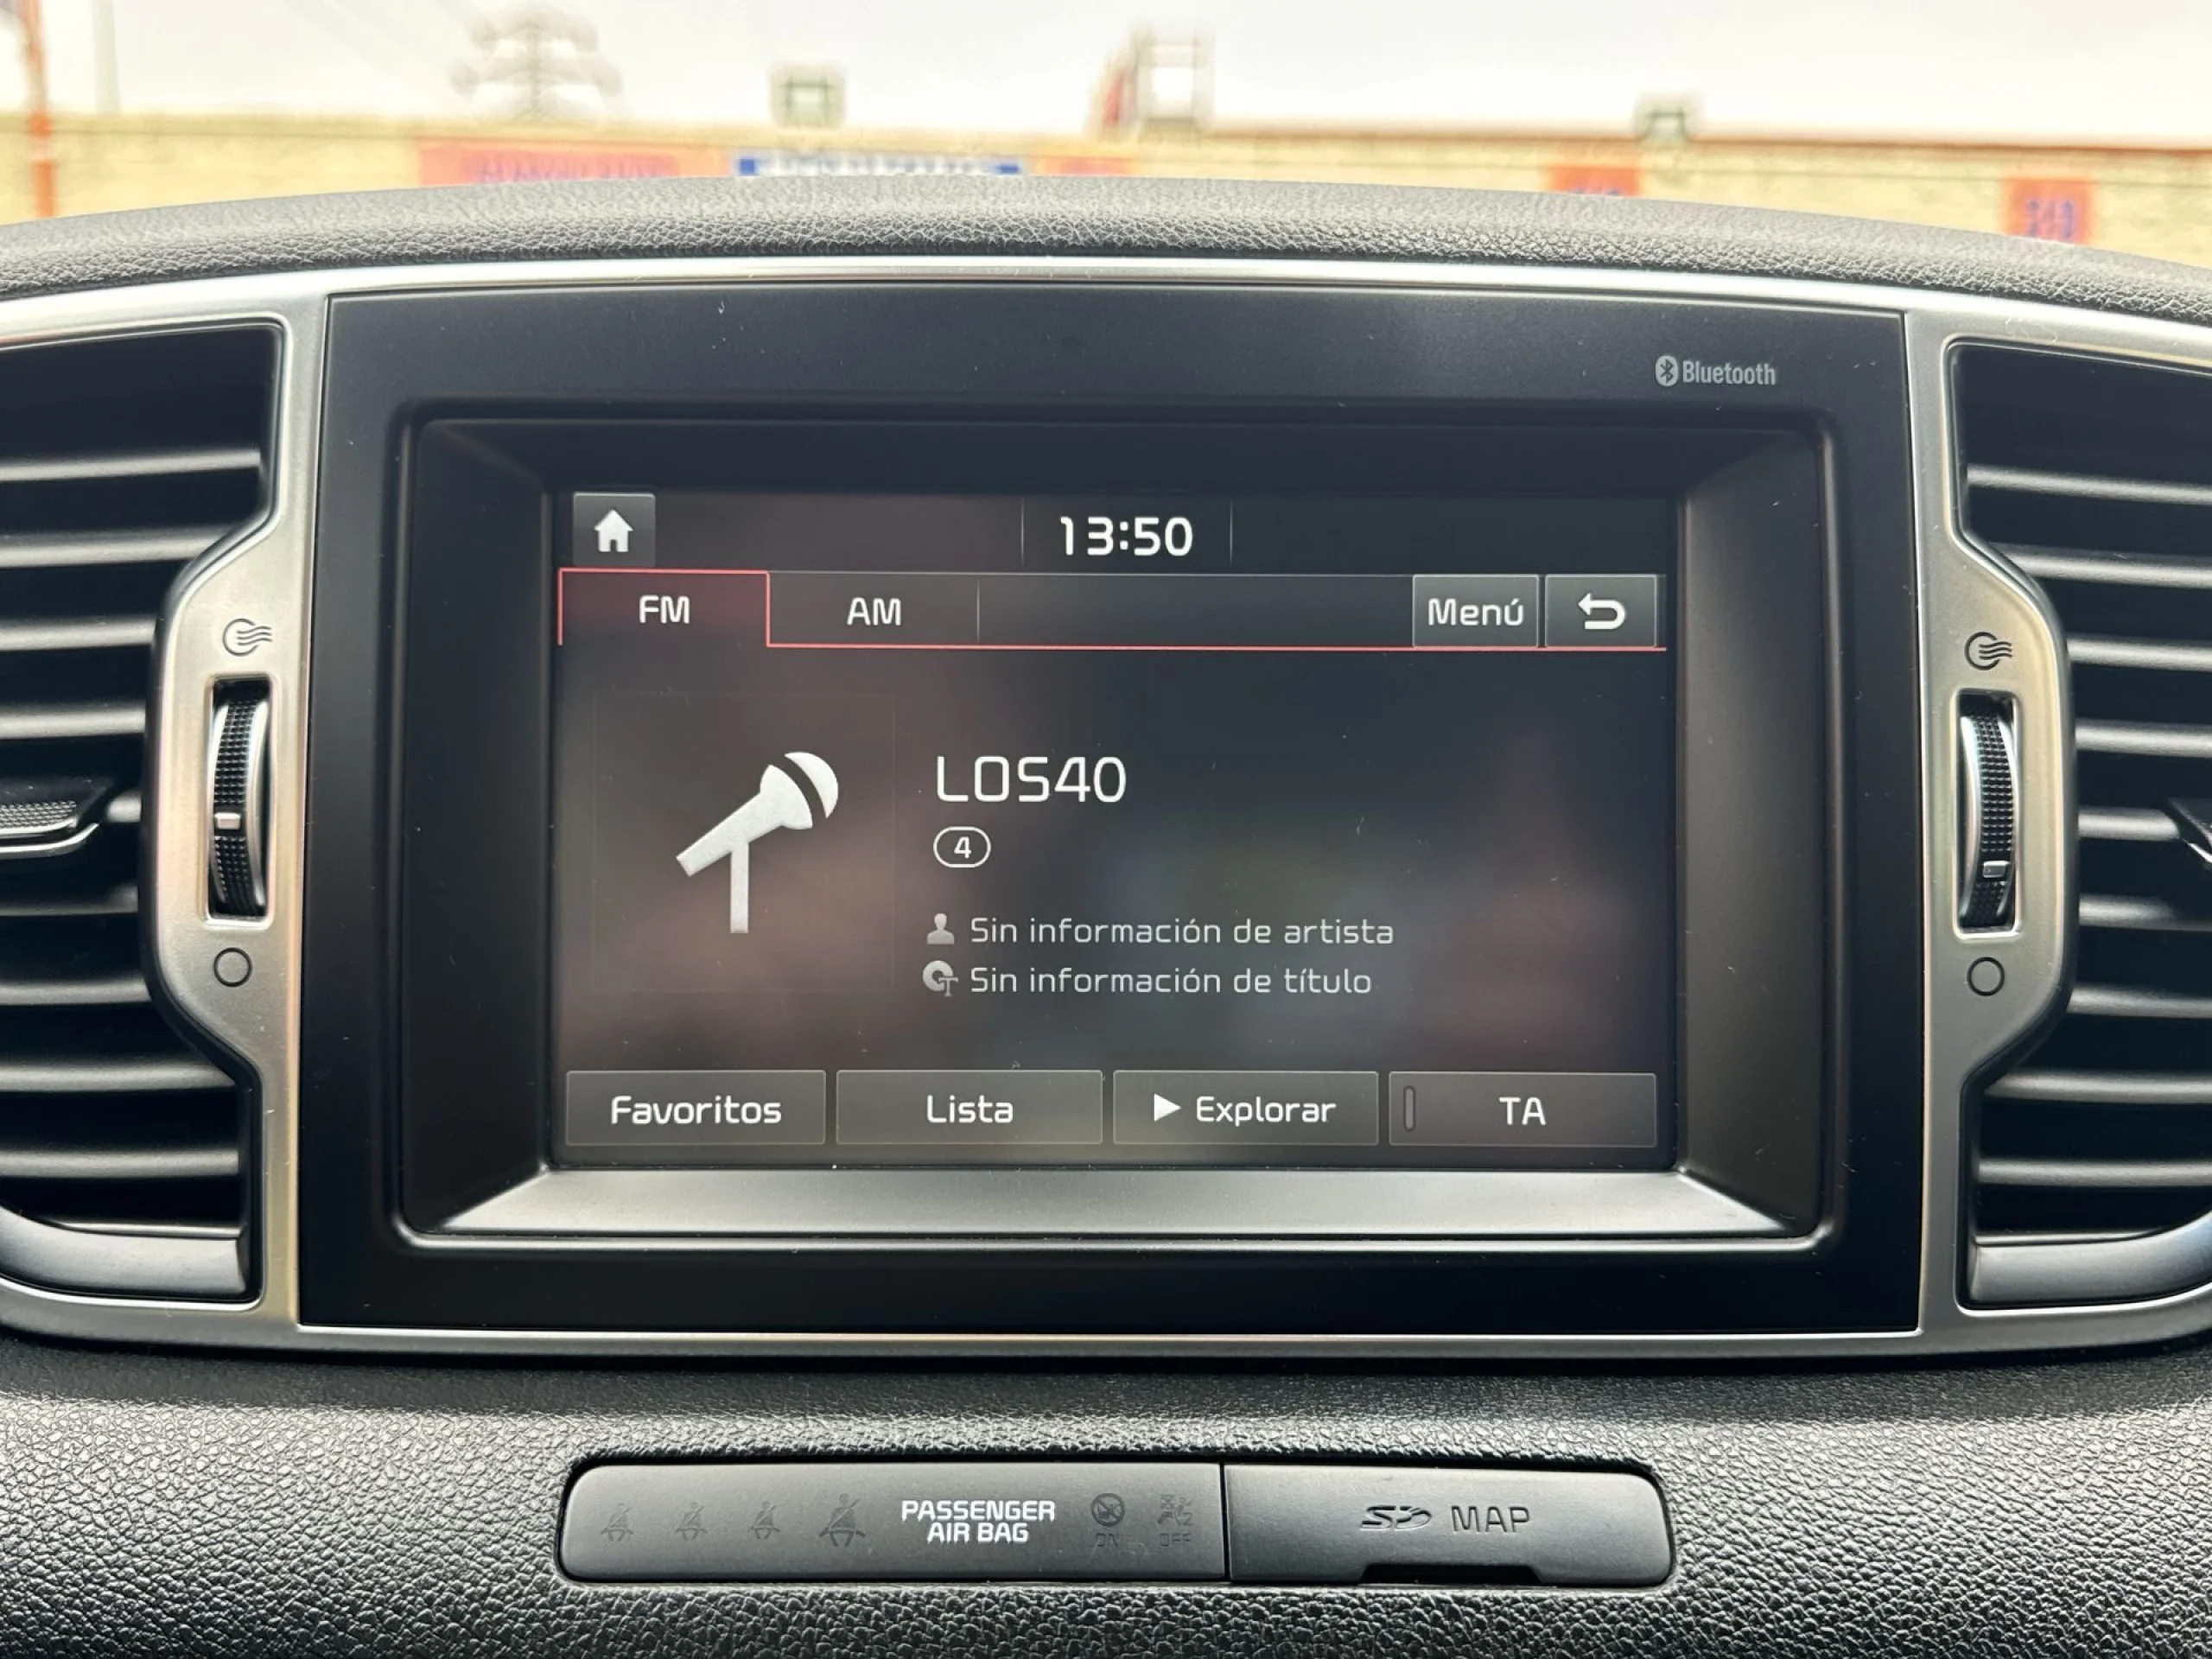 Bluetooth
13:50
FM AM Menú
LOS40
4
Sin información de artista
Sin información de título
Favoritos Lista Explorar TA
PASSENGER
AIR BAG
ON OFF
SD MAP